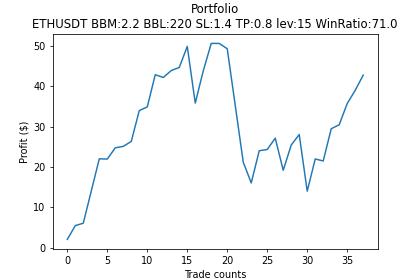 Portfolio
ETHUSDT BBM:2.2 BBL:220 SL:1.4 TP:0.8 lev:15 WinRatio:71.0
Profit ($)
50
40
30
20
10
0
0 5 10 15 20 25 30 35
Trade counts